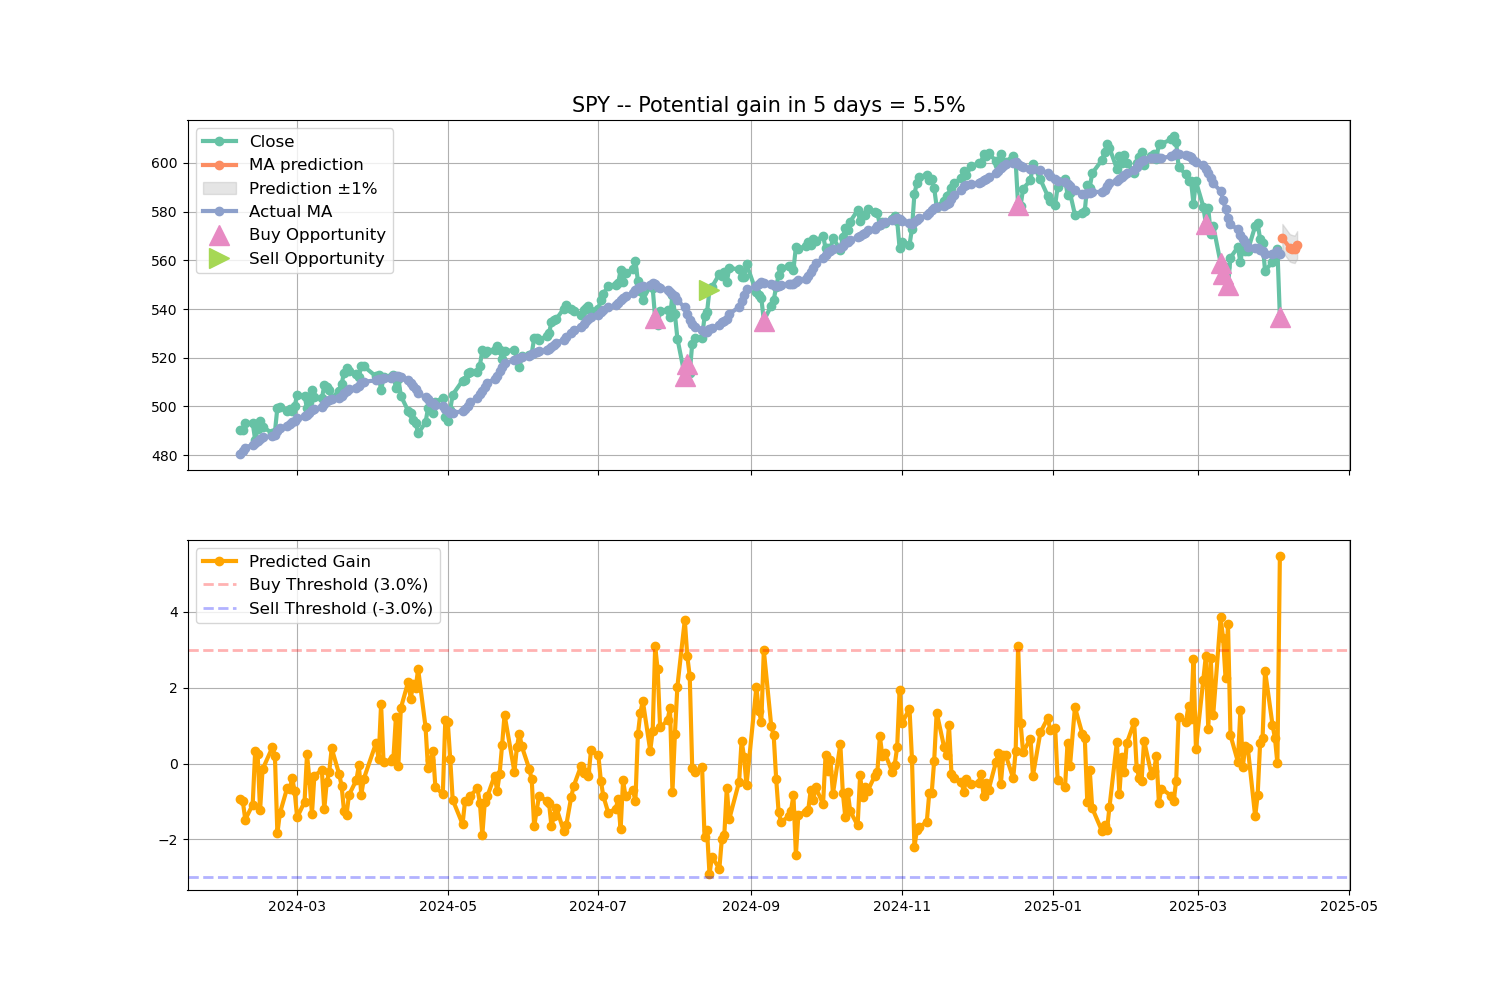 SPY -- Potential gain in 5 days = 5.5%
Close
MA prediction
Prediction ±1%
Actual MA
Buy Opportunity
Sell Opportunity
600
580
560
540
520
500
480
Predicted Gain
Buy Threshold (3.0%)
Sell Threshold (-3.0%)
4
2
0
−2
2024-03 2024-05 2024-07 2024-09 2024-11 2025-01 2025-03 2025-05